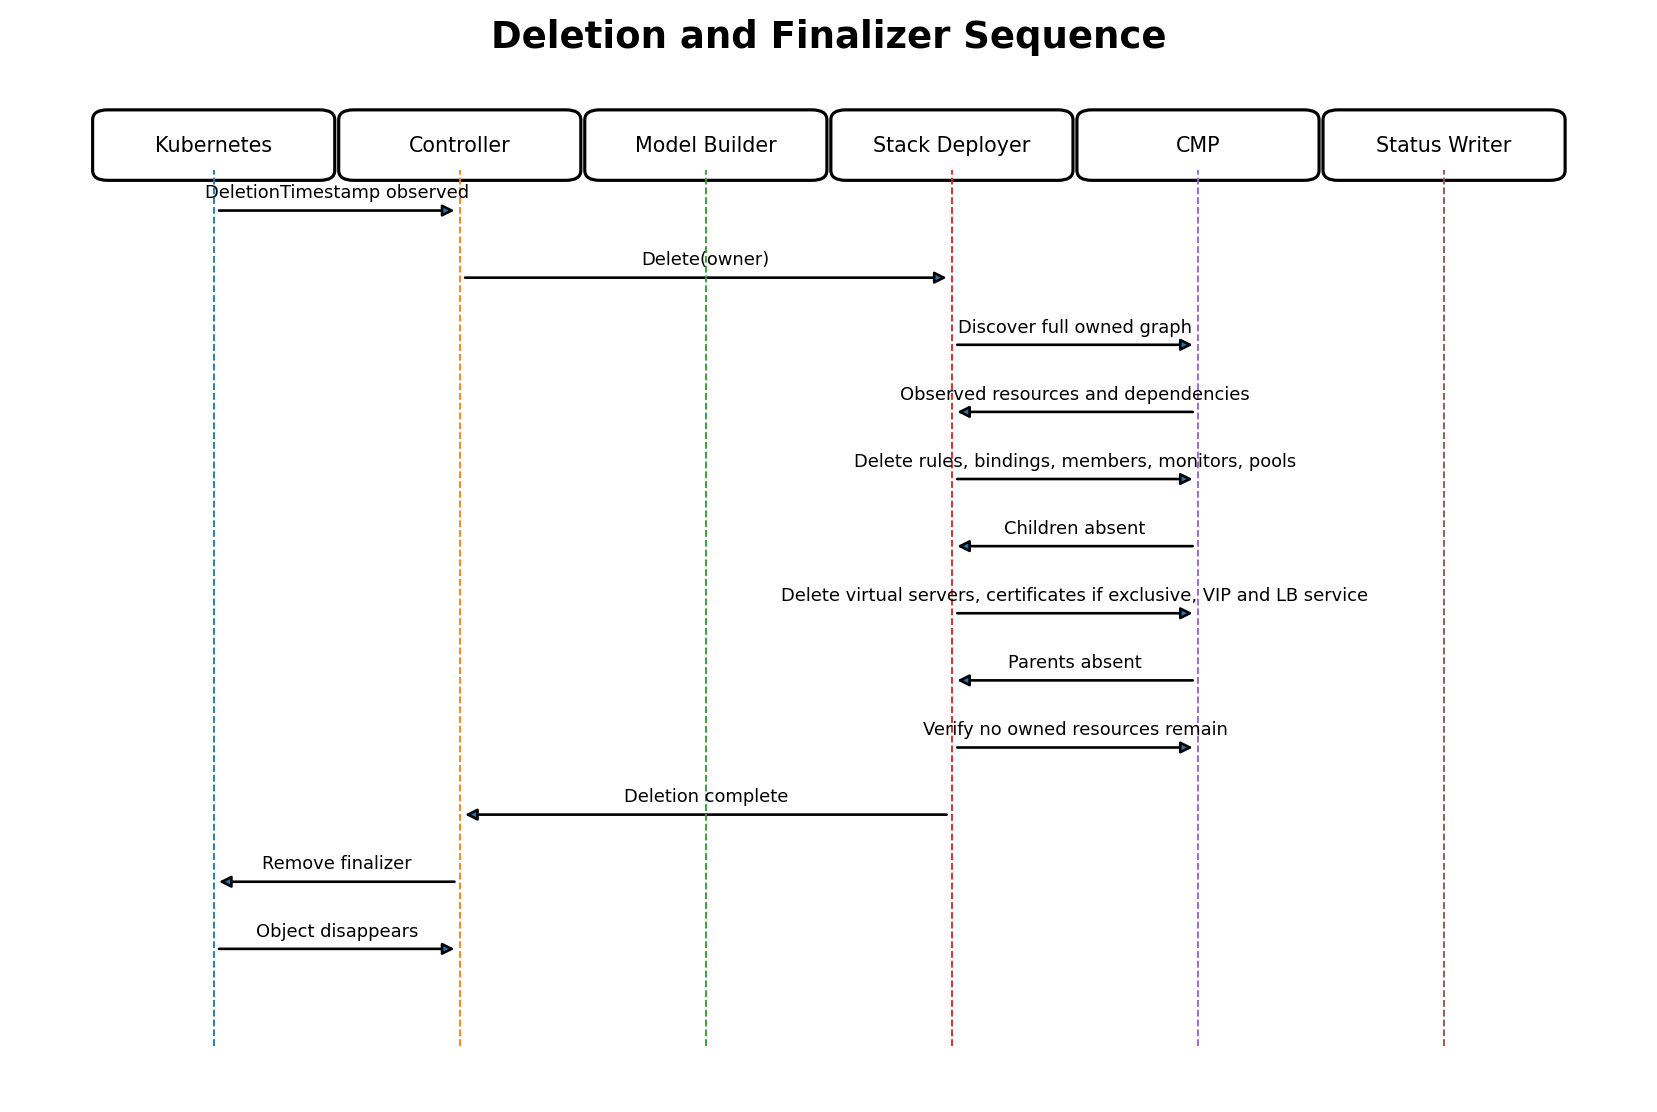 Deletion and Finalizer Sequence
Kubernetes
Controller
Model Builder
Stack Deployer
CMP
Status Writer
DeletionTimestamp observed
Delete(owner)
Discover full owned graph
Observed resources and dependencies
Delete rules, bindings, members, monitors, pools
Children absent
Delete virtual servers, certificates if exclusive, VIP and LB service
Parents absent
Verify no owned resources remain
Deletion complete
Remove finalizer
Object disappears